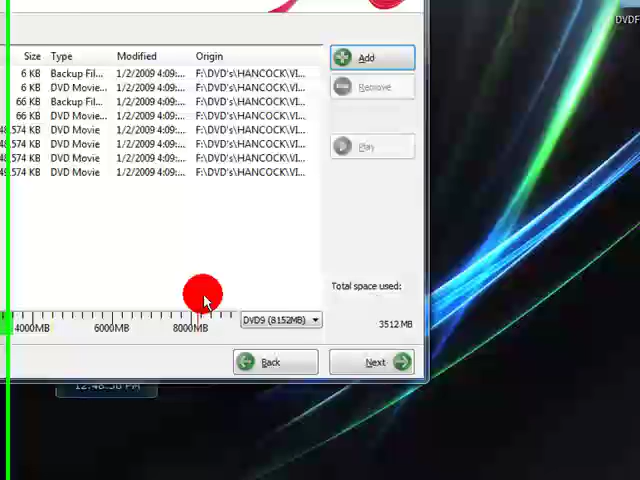 DVDF
Size Type Modified Origin
6 KB Backup Fil... 1/2/2009 4:09:... F:\DVD's\HANCOCK\VI...
6 KB DVD Movie... 1/2/2009 4:09:... F:\DVD's\HANCOCK\VI...
66 KB Backup Fil... 1/2/2009 4:09:... F:\DVD's\HANCOCK\VI...
66 KB DVD Movie... 1/2/2009 4:09:... F:\DVD's\HANCOCK\VI...
574 KB DVD Movie 1/2/2009 4:09:... F:\DVD's\HANCOCK\VI...
574 KB DVD Movie 1/2/2009 4:09:... F:\DVD's\HANCOCK\VI...
574 KB DVD Movie 1/2/2009 4:09:... F:\DVD's\HANCOCK\VI...
574 KB DVD Movie 1/2/2009 4:09:... F:\DVD's\HANCOCK\VI...
Add
Remove
Play
Total space used:
3512 MB
4000MB 6000MB 8000MB
DVD9 (8152MB)
Back Next
12:48:38 PM